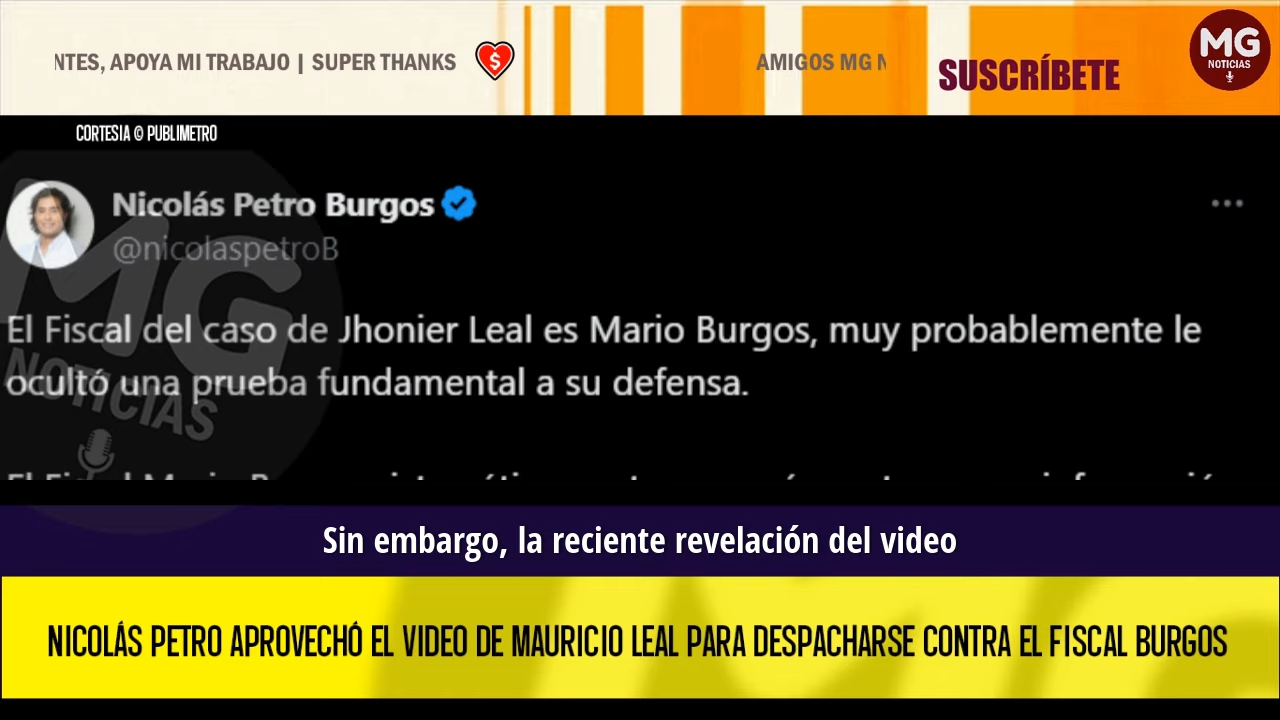 NTES, APOYA MI TRABAJO | SUPER THANKS
AMIGOS MG N
SUSCRÍBETE
MG
NOTICIAS
CORTESIA © PUBLIMETRO
Nicolás Petro Burgos
@nicolaspetroB
El Fiscal del caso de Jhonier Leal es Mario Burgos, muy probablemente le
ocultó una prueba fundamental a su defensa.
MG
NOTICIAS
Sin embargo, la reciente revelación del video
NICOLÁS PETRO APROVECHÓ EL VIDEO DE MAURICIO LEAL PARA DESPACHARSE CONTRA EL FISCAL BURGOS